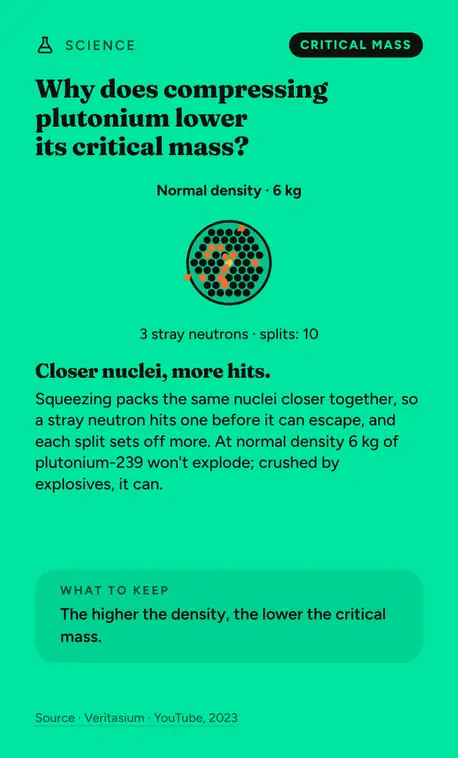 SCIENCE
CRITICAL MASS
Why does compressing
plutonium lower
its critical mass?
Normal density · 6 kg
3 stray neutrons · splits: 10
Closer nuclei, more hits.
Squeezing packs the same nuclei closer together, so
a stray neutron hits one before it can escape, and
each split sets off more. At normal density 6 kg of
plutonium-239 won't explode; crushed by
explosives, it can.
WHAT TO KEEP
The higher the density, the lower the critical
mass.
Source · Veritasium · YouTube, 2023